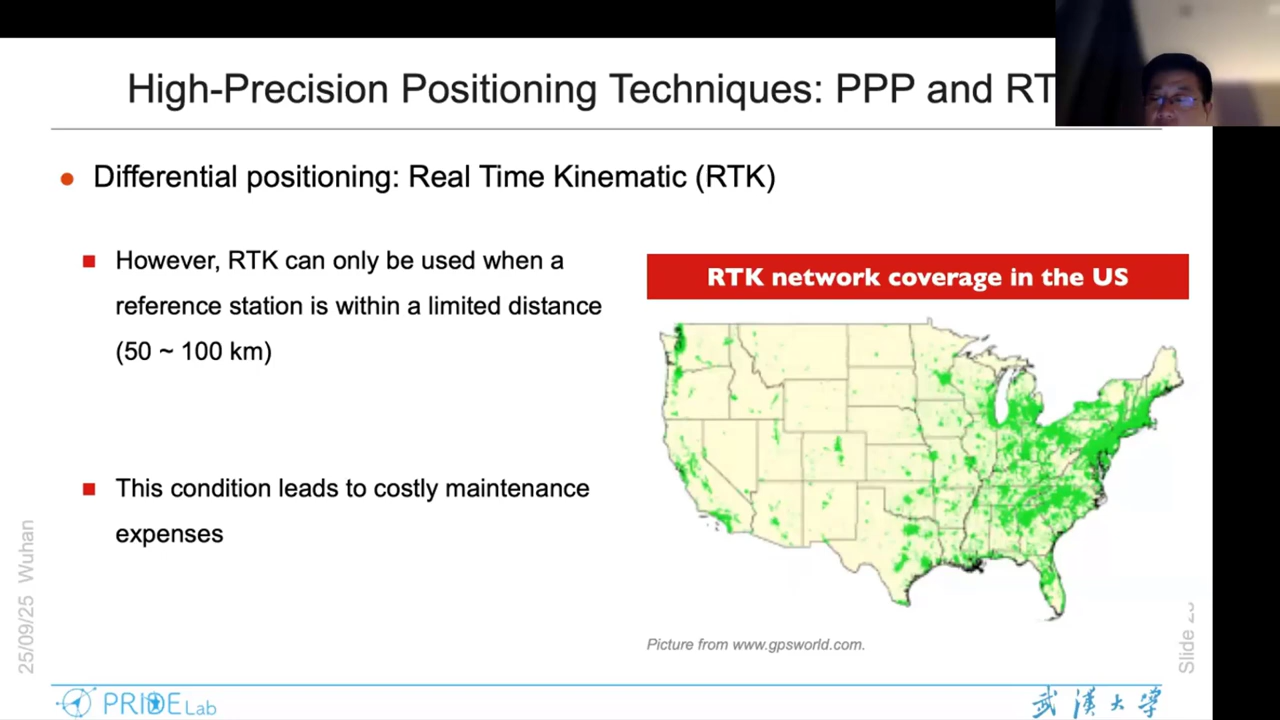 High-Precision Positioning Techniques: PPP and RT
Differential positioning: Real Time Kinematic (RTK)
However, RTK can only be used when a
reference station is within a limited distance
(50 ~ 100 km)
This condition leads to costly maintenance
expenses
RTK network coverage in the US
Picture from www.gpsworld.com.
25/09/25 Wuhan
Slide
PRIDE Lab
武汉大学